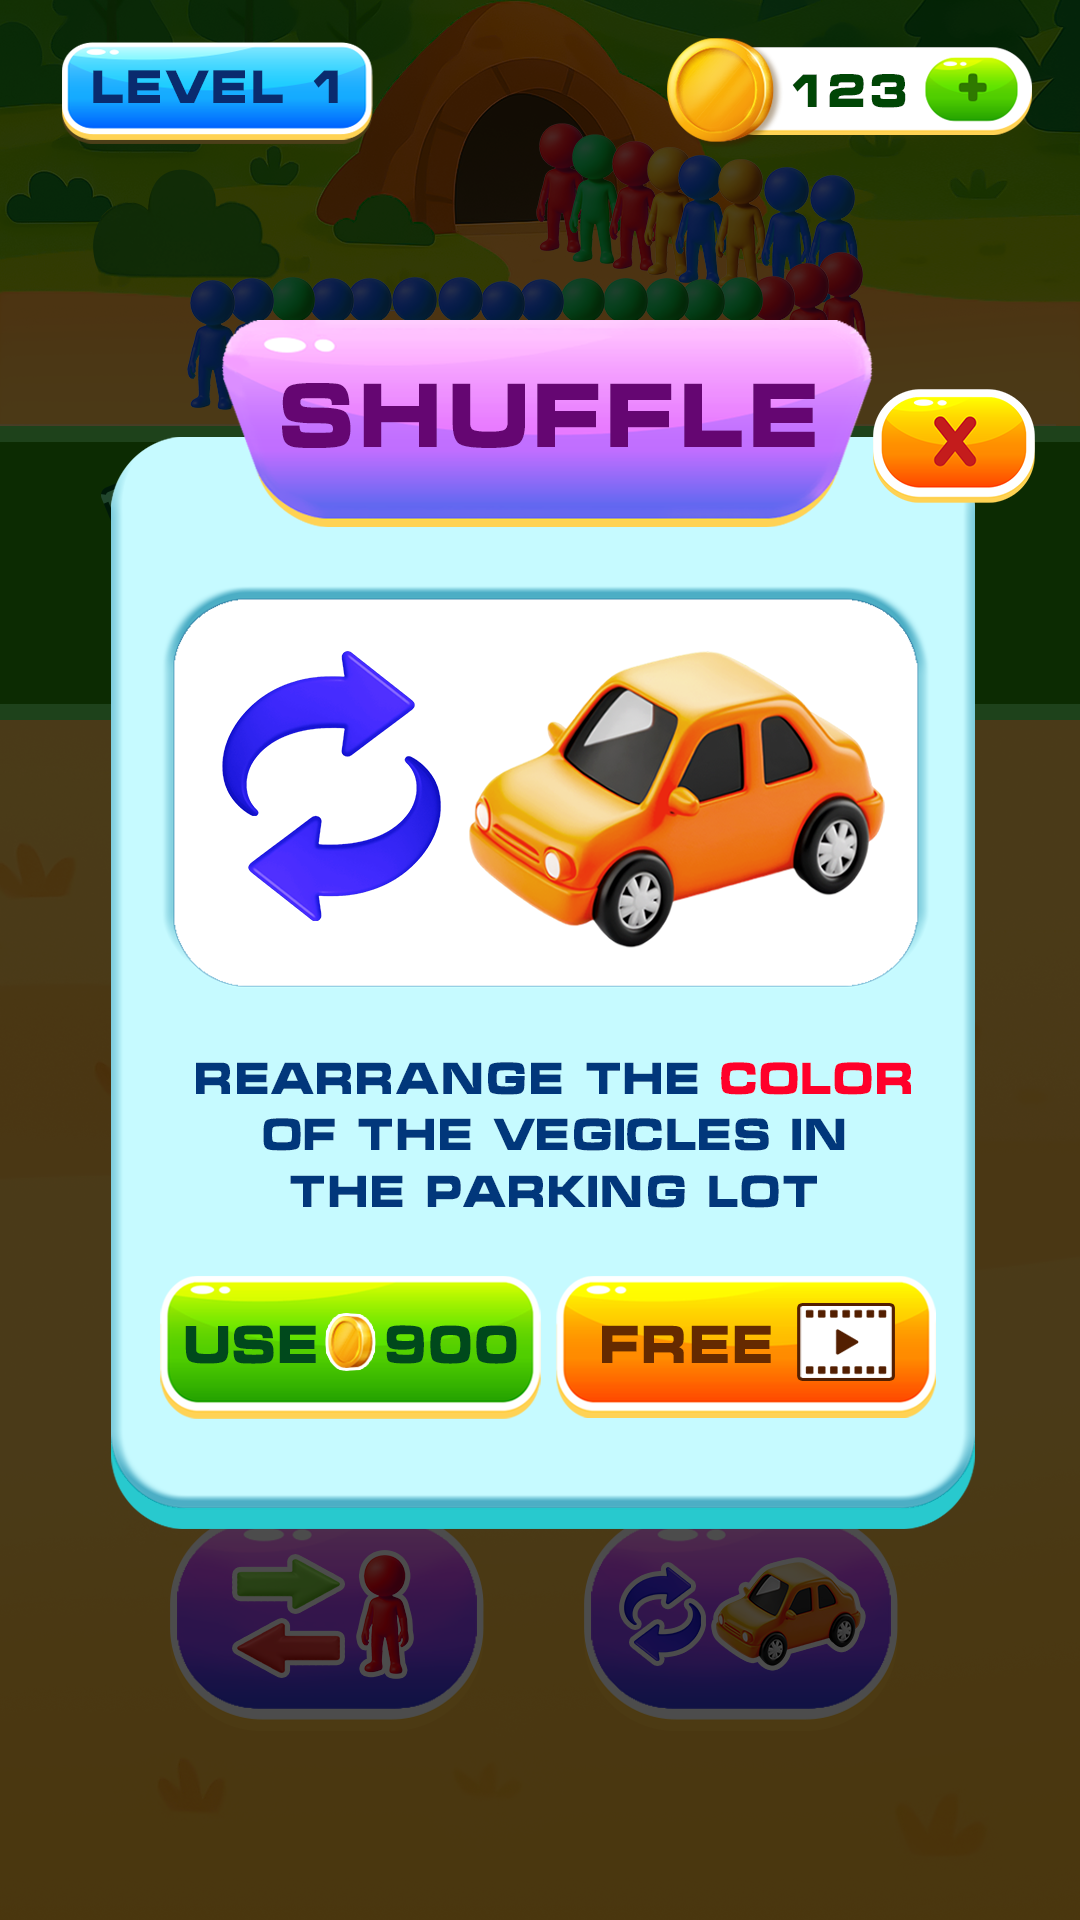 LEVEL 1
123 +
SHUFFLE
X
REARRANGE THE COLOR
OF THE VEGICLES IN
THE PARKING LOT
USE 900
FREE